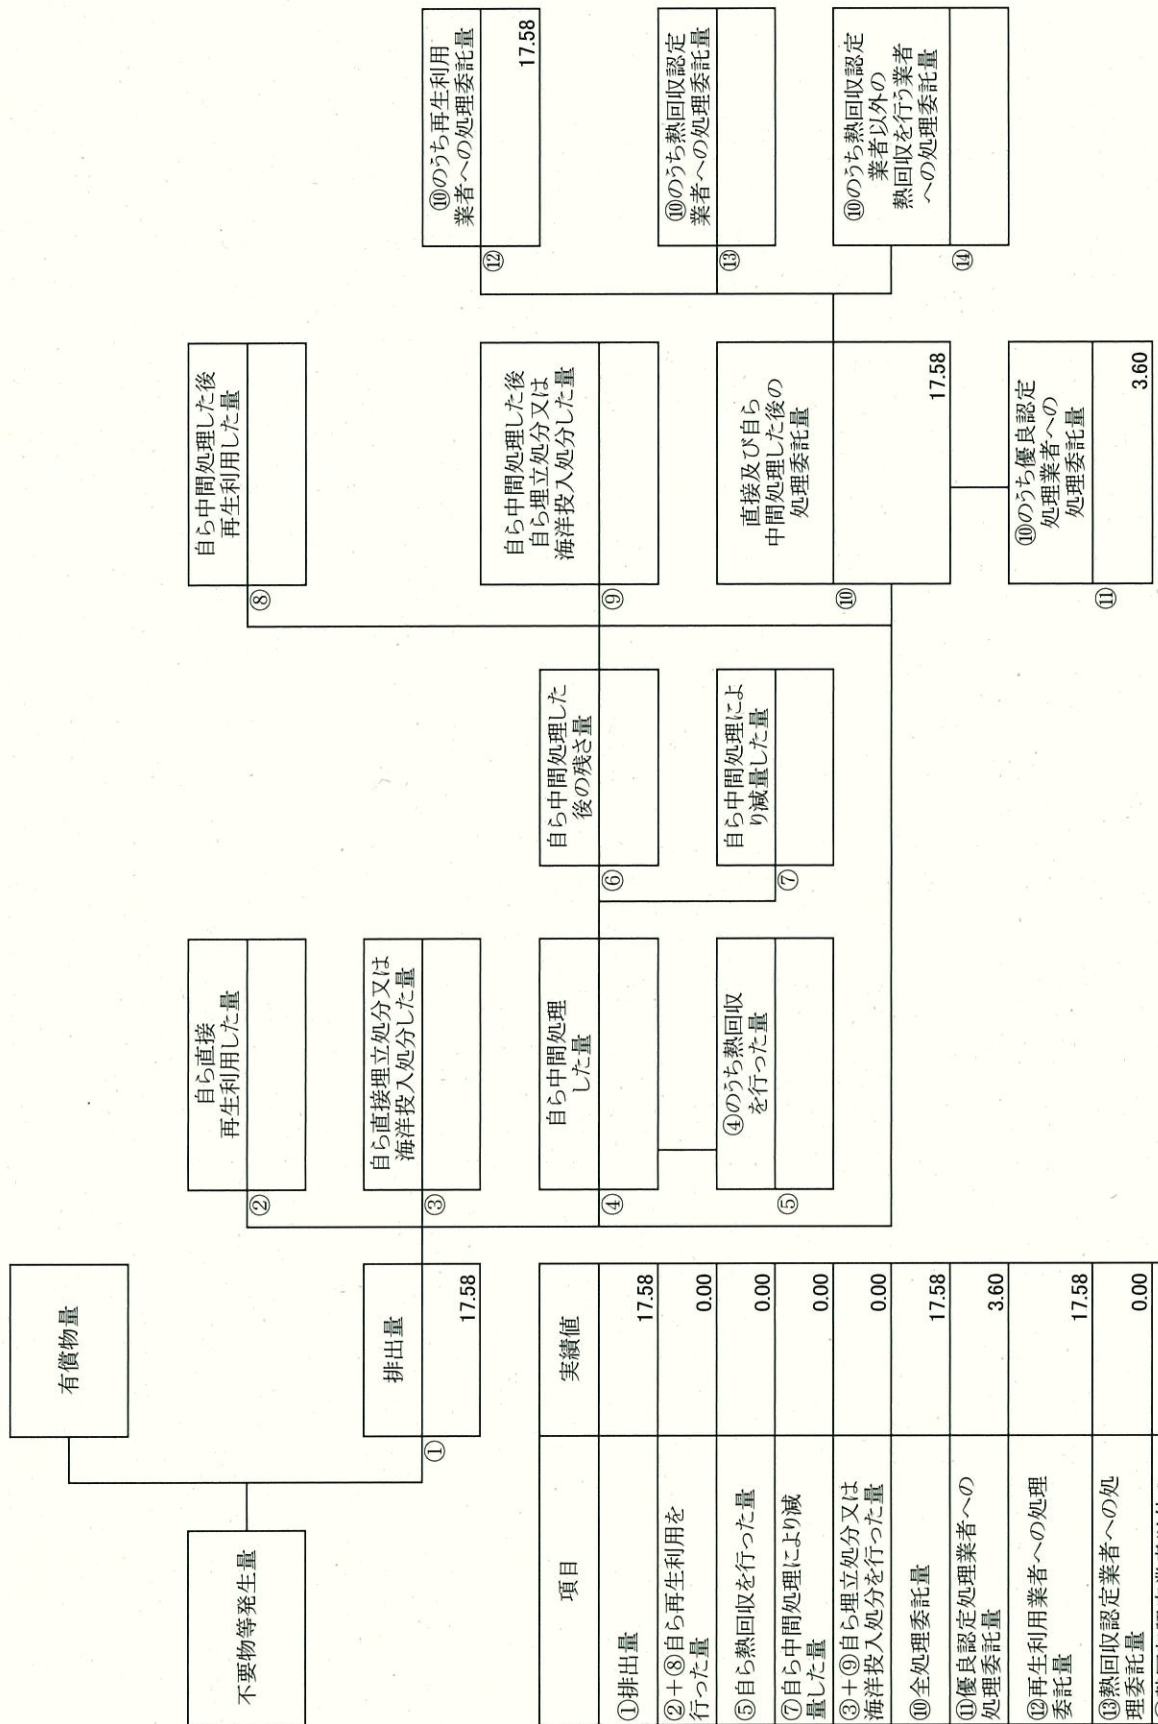 有償物量
不要物等発生量
排出量
①
17.58
自ら直接
再生利用した量
②
自ら直接埋立処分又は
海洋投入処分した量
③
自ら中間処理
した量
④
④のうち熱回収
を行った量
⑤
自ら中間処理した
後の残さ量
⑥
自ら中間処理によ
り減量した量
⑦
自ら中間処理した後
再生利用した量
⑧
自ら中間処理した後
自ら埋立処分又は
海洋投入処分した量
⑨
直接及び自ら
中間処理した後の
処理委託量
⑩
17.58
⑩のうち優良認定
処理業者への
処理委託量
⑪
3.60
⑩のうち再生利用
業者への処理委託量
⑫
17.58
⑩のうち熱回収認定
業者への処理委託量
⑬
⑩のうち熱回収認定
業者以外の
熱回収を行う業者
への処理委託量
⑭
項目 実績値
①排出量 17.58
②+⑧自ら再生利用を
行った量 0.00
⑤自ら熱回収を行った量 0.00
⑦自ら中間処理により減
量した量 0.00
③+⑨自ら埋立処分又は
海洋投入処分を行った量 0.00
⑩全処理委託量 17.58
⑪優良認定処理業者への
処理委託量 3.60
⑫再生利用業者への処理
委託量 17.58
⑬熱回収認定業者への処
理委託量 0.00